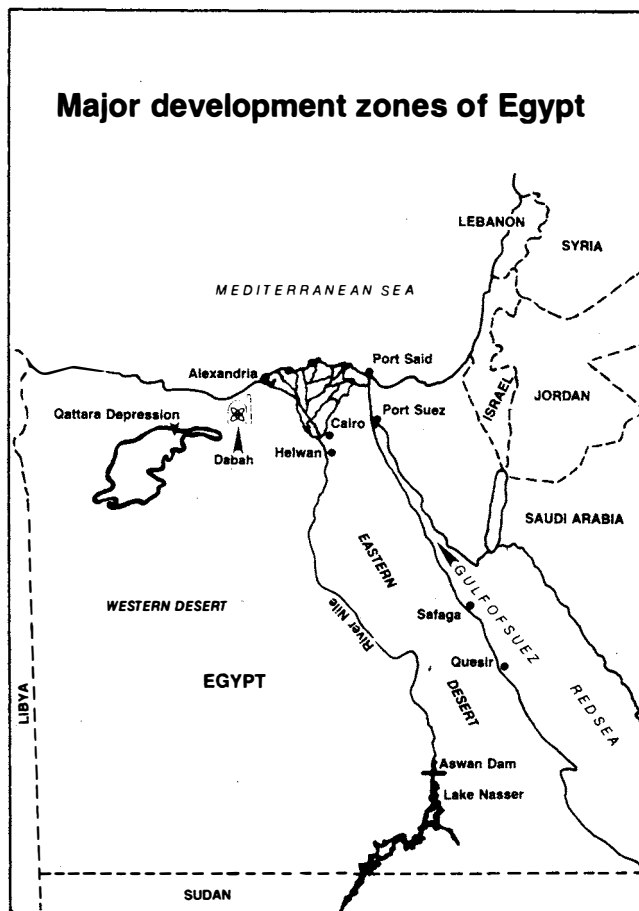 Major development zones of Egypt
LEBANON
SYRIA
MEDITERRANEAN SEA
Port Said
Alexandria
ISRAEL
JORDAN
Qattara Depression
Cairo
Port Suez
Dabah
Helwan
SAUDI ARABIA
EASTERN
GULF OF SUEZ
WESTERN DESERT
Safaga
River Nile
Quesir
EGYPT
RED SEA
LIBYA
DESERT
Aswan Dam
Lake Nasser
SUDAN